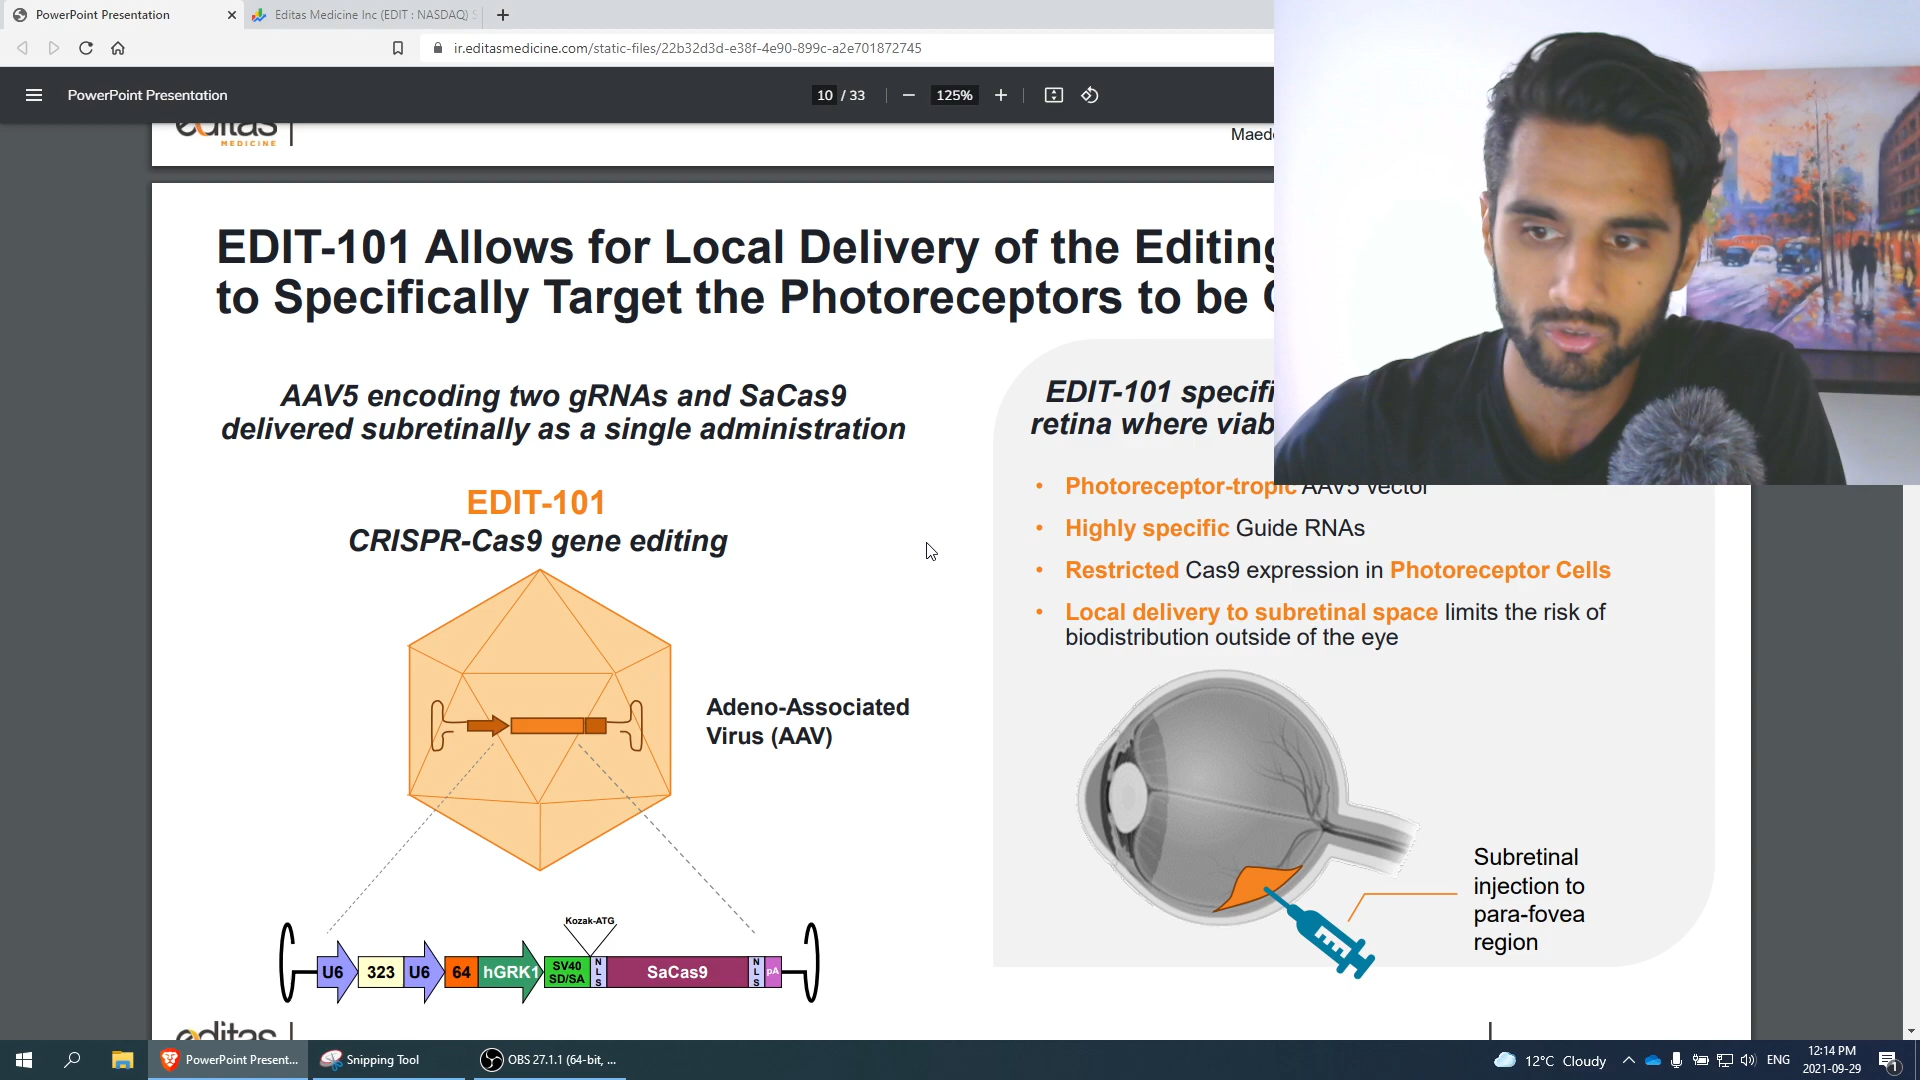 PowerPoint Presentation
Editas Medicine Inc (EDIT : NASDAQ) S
ir.editasmedicine.com/static-files/22b32d3d-e38f-4e90-899c-a2e701872745
PowerPoint Presentation
10 / 33
125%
editas
MEDICINE
Maed
EDIT-101 Allows for Local Delivery of the Editing
to Specifically Target the Photoreceptors to be
AAV5 encoding two gRNAs and SaCas9
delivered subretinally as a single administration
EDIT-101
CRISPR-Cas9 gene editing
Adeno-Associated
Virus (AAV)
Kozak-ATG
U6 323 U6 64 hGRK1 SV40 SD/SA NLS SaCas9 NLS pA
EDIT-101 specifi
retina where viab
• Photoreceptor-tropic AAV5 vector
• Highly specific Guide RNAs
• Restricted Cas9 expression in Photoreceptor Cells
• Local delivery to subretinal space limits the risk of
biodistribution outside of the eye
Subretinal
injection to
para-fovea
region
editas
PowerPoint Present...
Snipping Tool
OBS 27.1.1 (64-bit, ...
12°C Cloudy
ENG
12:14 PM
2021-09-29
1